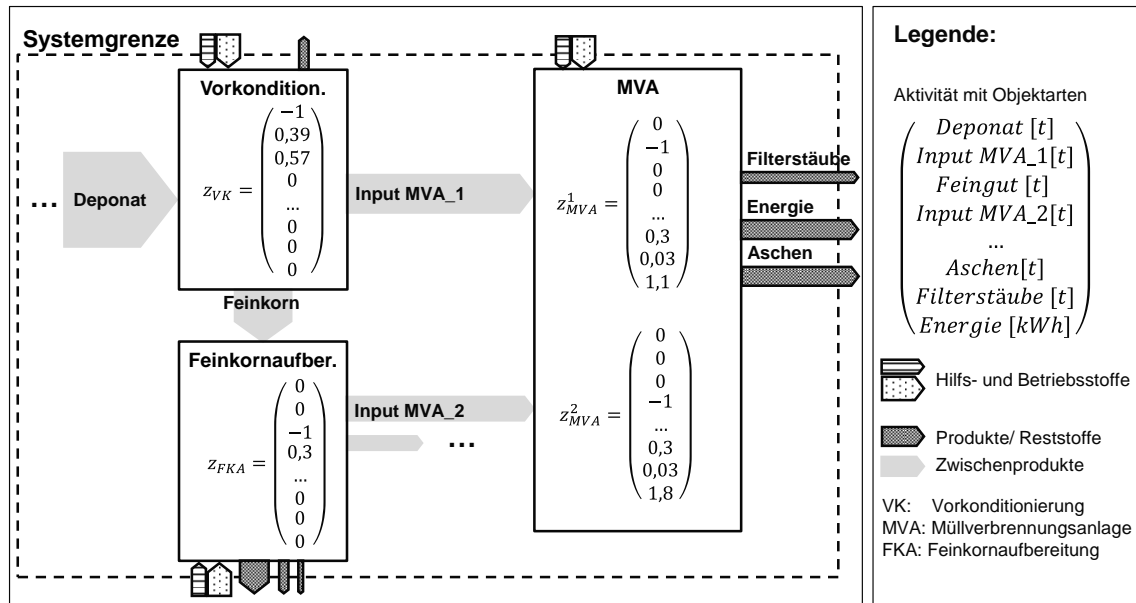 Systemgrenze
... Deponat
Vorkondition.
z_VK =
−1
0,39
0,57
0
...
0
0
0
Input MVA_1
Feinkorn
Feinkornaufber.
z_FKA =
0
0
−1
0,3
...
0
0
0
Input MVA_2
...
MVA
z^1_MVA =
0
−1
0
0
...
0,3
0,03
1,1
z^2_MVA =
0
0
0
−1
...
0,3
0,03
1,8
Filterstäube
Energie
Aschen
Legende:
Aktivität mit Objektarten
Deponat [t]
Input MVA_1[t]
Feingut [t]
Input MVA_2[t]
...
Aschen[t]
Filterstäube [t]
Energie [kWh]
Hilfs- und Betriebsstoffe
Produkte/ Reststoffe
Zwischenprodukte
VK: Vorkonditionierung
MVA: Müllverbrennungsanlage
FKA: Feinkornaufbereitung